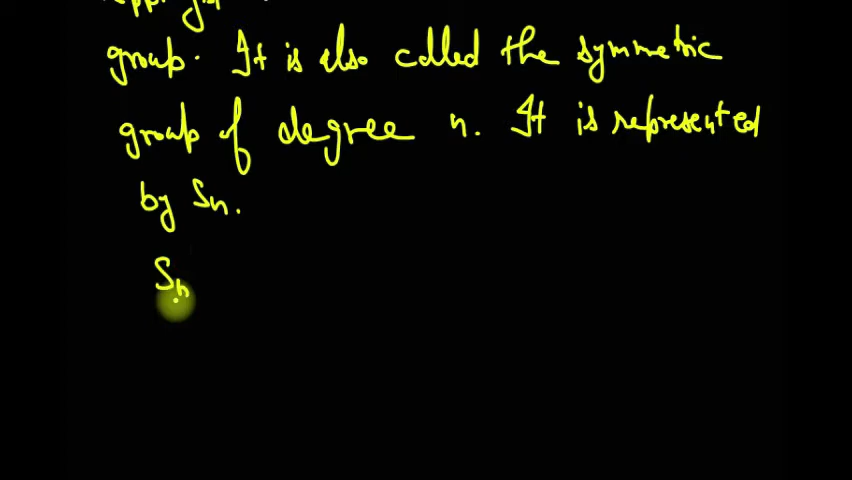 group. It is also called the symmetric
group of degree n. It is represented
by Sn.
Sn